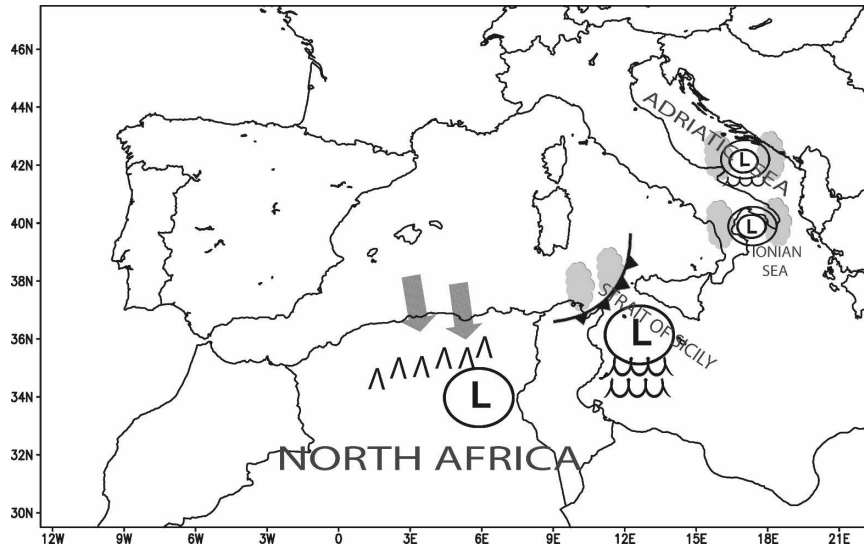 46N
44N
42N
40N
38N
36N
34N
32N
30N
ADRIATIC SEA
L
L
IONIAN
SEA
STRAIT OF SICILY
L
L
NORTH AFRICA
12W 9W 6W 3W 0 3E 6E 9E 12E 15E 18E 21E